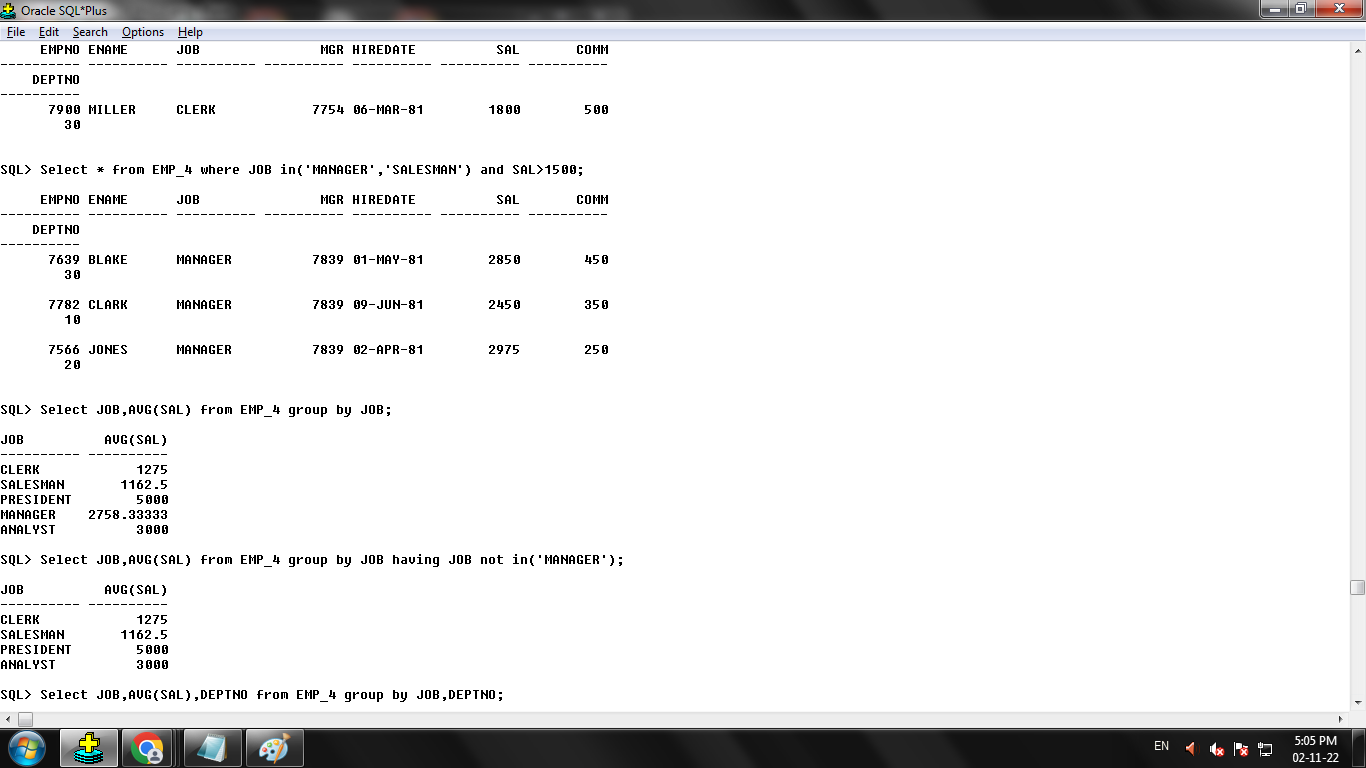 Oracle SQL*Plus
File Edit Search Options Help
     EMPNO ENAME      JOB              MGR HIREDATE         SAL       COMM
---------- ---------- ---------- ---------- ---------- ---------- ----------
    DEPTNO
----------
      7900 MILLER     CLERK           7754 06-MAR-81       1800        500
        30
SQL> Select * from EMP_4 where JOB in('MANAGER','SALESMAN') and SAL>1500;
     EMPNO ENAME      JOB              MGR HIREDATE         SAL       COMM
---------- ---------- ---------- ---------- ---------- ---------- ----------
    DEPTNO
----------
      7639 BLAKE      MANAGER         7839 01-MAY-81       2850        450
        30
      7782 CLARK      MANAGER         7839 09-JUN-81       2450        350
        10
      7566 JONES      MANAGER         7839 02-APR-81       2975        250
        20
SQL> Select JOB,AVG(SAL) from EMP_4 group by JOB;
JOB          AVG(SAL)
---------- ----------
CLERK            1275
SALESMAN       1162.5
PRESIDENT        5000
MANAGER    2758.33333
ANALYST          3000
SQL> Select JOB,AVG(SAL) from EMP_4 group by JOB having JOB not in('MANAGER');
JOB          AVG(SAL)
---------- ----------
CLERK            1275
SALESMAN       1162.5
PRESIDENT        5000
ANALYST          3000
SQL> Select JOB,AVG(SAL),DEPTNO from EMP_4 group by JOB,DEPTNO;
EN
5:05 PM
02-11-22